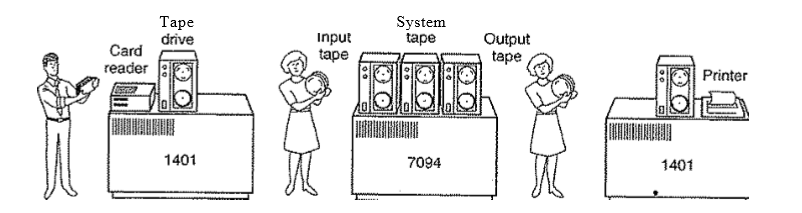 Card
reader
Tape
drive
1401
Input
tape
System
tape
7094
Output
tape
Printer
1401